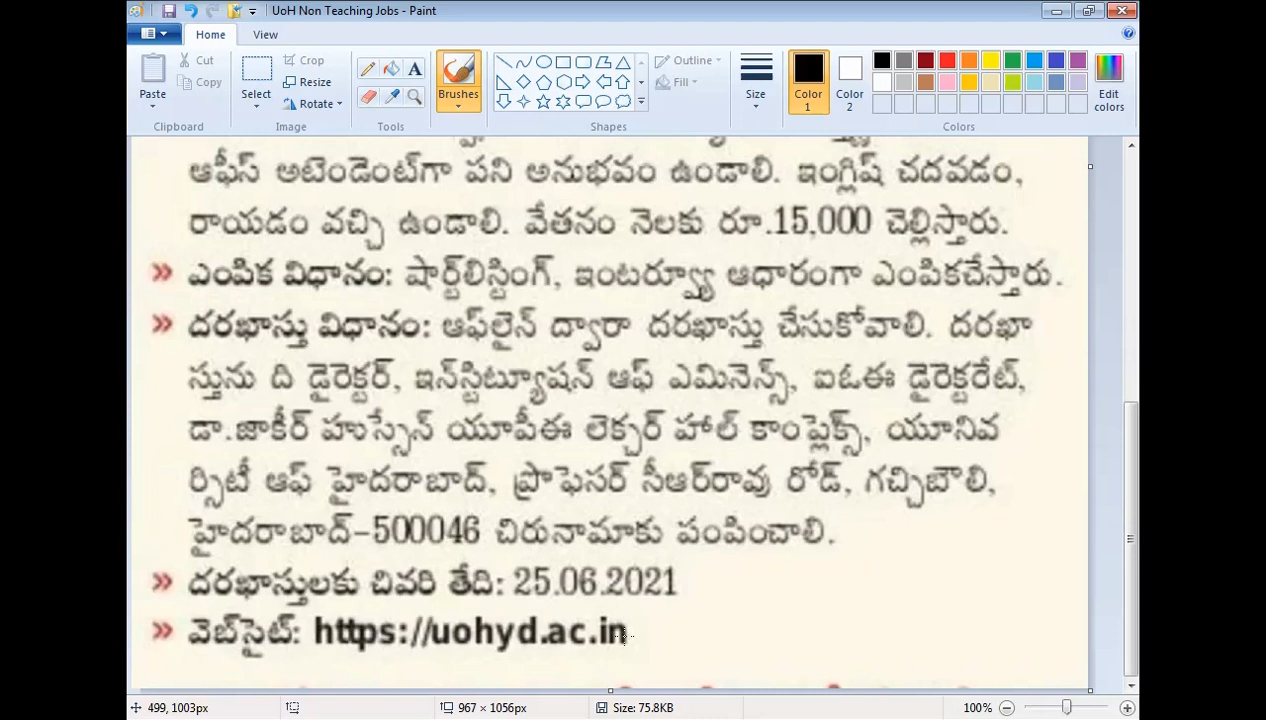 UoH Non Teaching Jobs - Paint
Home View
Paste
Cut
Copy
Clipboard
Select
Crop
Resize
Rotate
Image
Tools
Brushes
Shapes
Outline
Fill
Size
Color 1
Color 2
Colors
Edit colors
ఆఫీస్ అటెండెంట్‌గా పని అనుభవం ఉండాలి. ఇంగ్లిష్ చదవడం,
రాయడం వచ్చి ఉండాలి. వేతనం నెలకు రూ.15,000 చెల్లిస్తారు.
» ఎంపిక విధానం: షార్ట్‌లిస్టింగ్, ఇంటర్వ్యూ ఆధారంగా ఎంపికచేస్తారు.
» దరఖాస్తు విధానం: ఆఫ్‌లైన్ ద్వారా దరఖాస్తు చేసుకోవాలి. దరఖా
స్తును ది డైరెక్టర్, ఇన్‌స్టిట్యూషన్ ఆఫ్ ఎమినెన్స్, ఐఓఈ డైరెక్టరేట్,
డా.జాకీర్ హుస్సేన్ యూపీఈ లెక్చర్ హాల్ కాంప్లెక్స్, యూనివ
ర్సిటీ ఆఫ్ హైదరాబాద్, ప్రొఫెసర్ సీఆర్‌రావు రోడ్, గచ్చిబౌలి,
హైదరాబాద్-500046 చిరునామాకు పంపించాలి.
» దరఖాస్తులకు చివరి తేది: 25.06.2021
» వెబ్‌సైట్: https://uohyd.ac.in
499, 1003px
967 × 1056px
Size: 75.8KB
100%